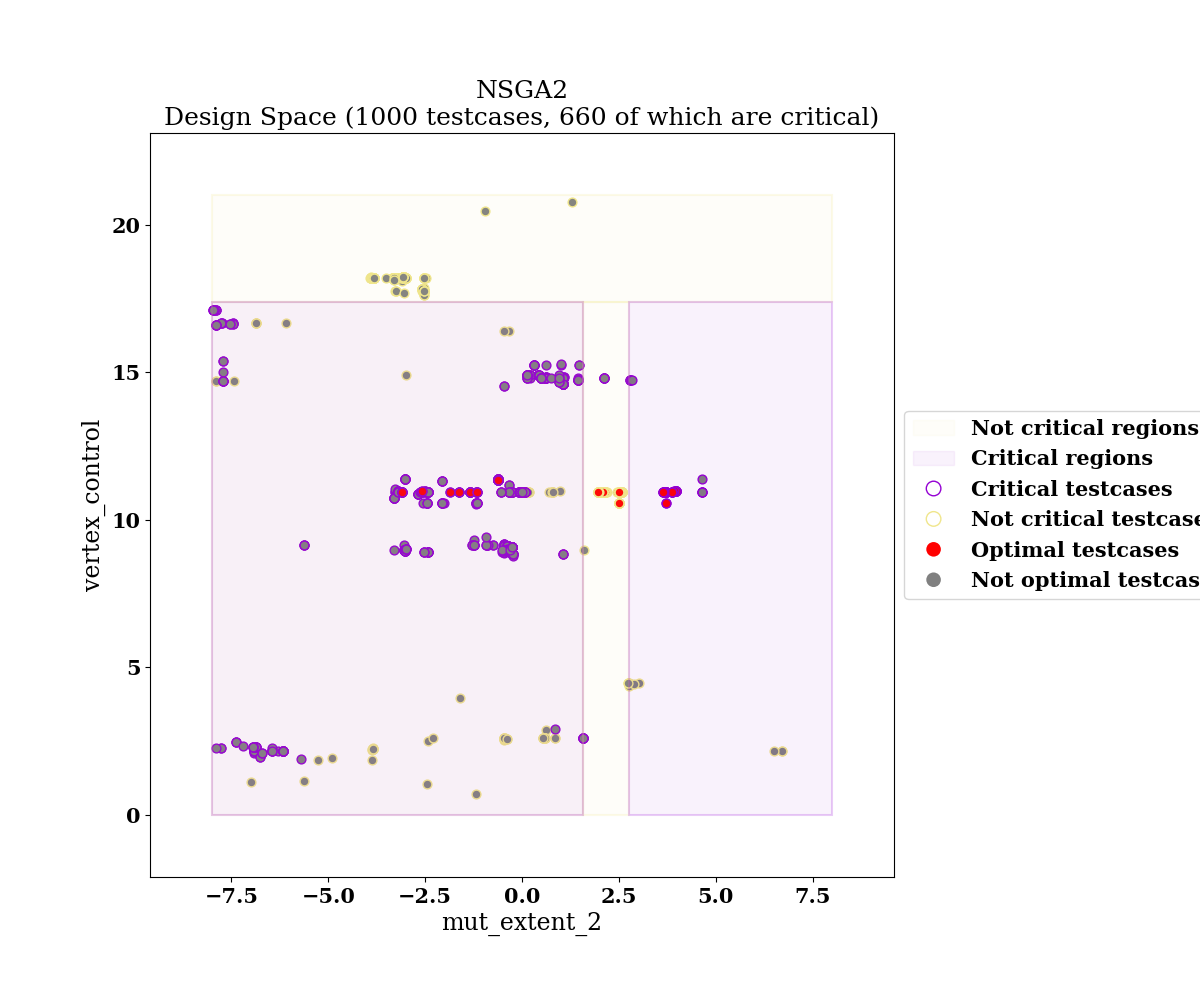 NSGA2
Design Space (1000 testcases, 660 of which are critical)
20
15
10
5
0
vertex_control
−7.5
−5.0
−2.5
0.0
2.5
5.0
7.5
mut_extent_2
Not critical regions
Critical regions
Critical testcases
Not critical testcase
Optimal testcases
Not optimal testcas